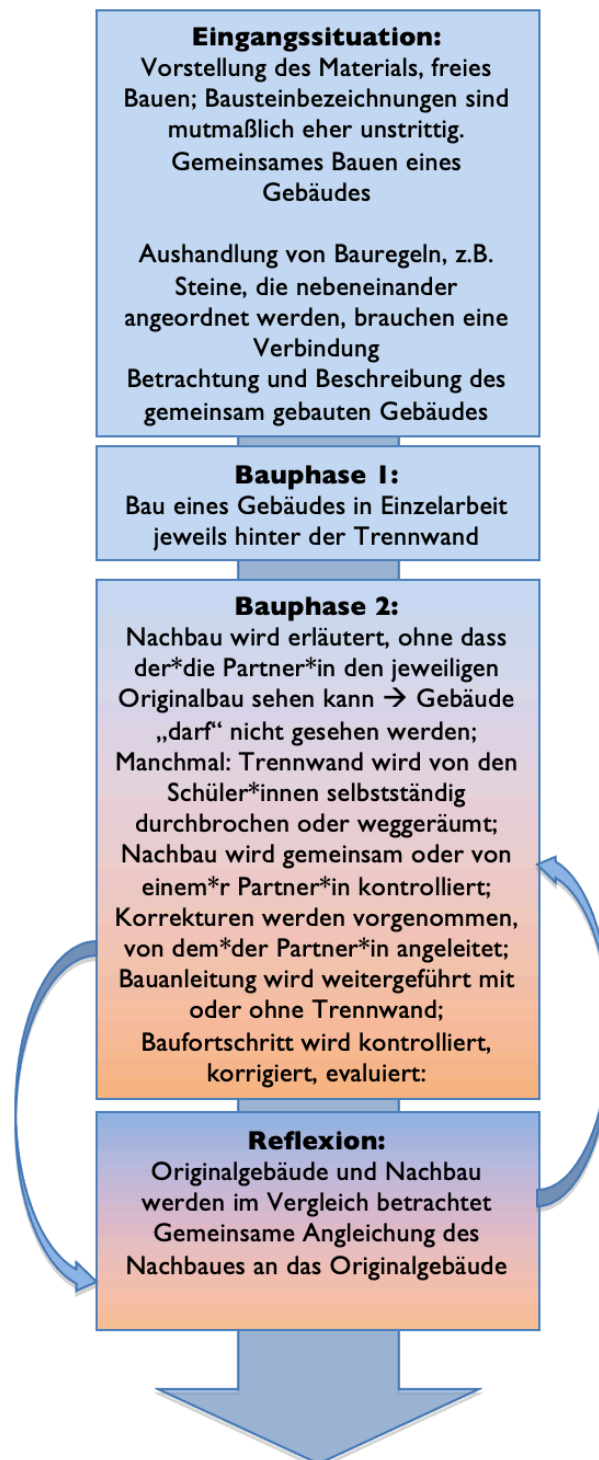 Eingangssituation:
Vorstellung des Materials, freies
Bauen; Bausteinbezeichnungen sind
mutmaßlich eher unstrittig.
Gemeinsames Bauen eines
Gebäudes
Aushandlung von Bauregeln, z.B.
Steine, die nebeneinander
angeordnet werden, brauchen eine
Verbindung
Betrachtung und Beschreibung des
gemeinsam gebauten Gebäudes
Bauphase 1:
Bau eines Gebäudes in Einzelarbeit
jeweils hinter der Trennwand
Bauphase 2:
Nachbau wird erläutert, ohne dass
der*die Partner*in den jeweiligen
Originalbau sehen kann → Gebäude
„darf“ nicht gesehen werden;
Manchmal: Trennwand wird von den
Schüler*innen selbstständig
durchbrochen oder weggeräumt;
Nachbau wird gemeinsam oder von
einem*r Partner*in kontrolliert;
Korrekturen werden vorgenommen,
von dem*der Partner*in angeleitet;
Bauanleitung wird weitergeführt mit
oder ohne Trennwand;
Baufortschritt wird kontrolliert,
korrigiert, evaluiert:
Reflexion:
Originalgebäude und Nachbau
werden im Vergleich betrachtet
Gemeinsame Angleichung des
Nachbaues an das Originalgebäude